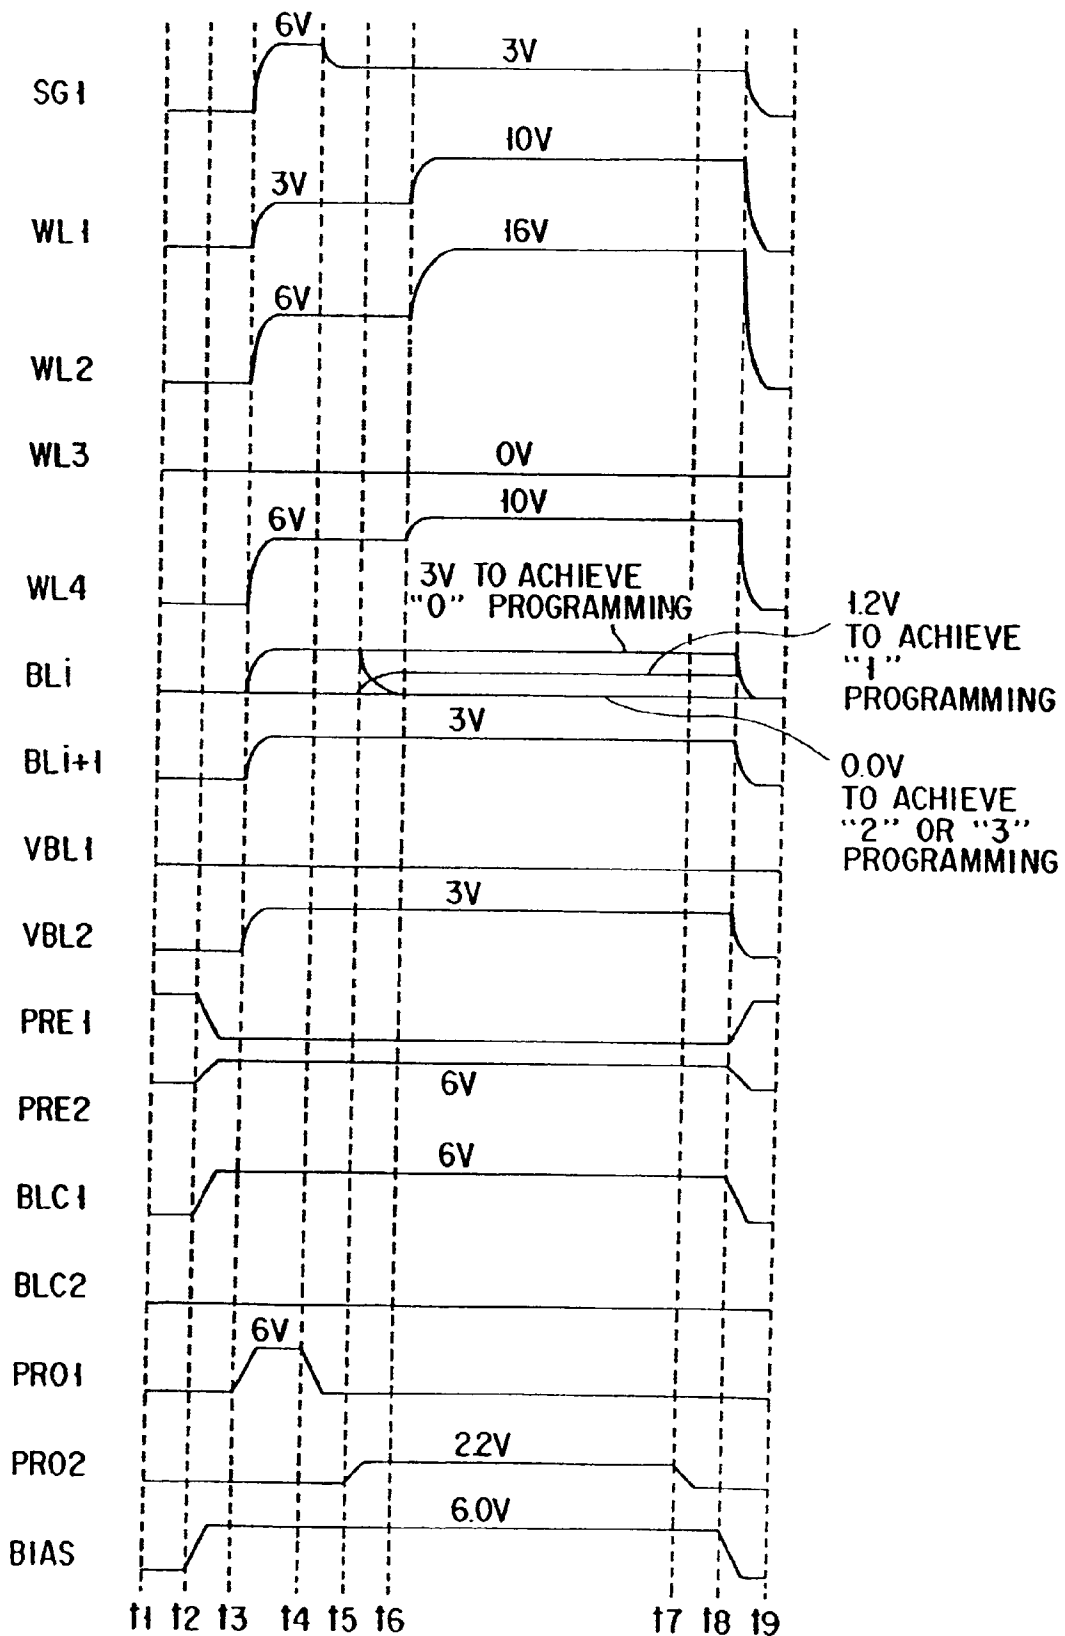 6V
3V
SG1
10V
3V
WL1
16V
6V
WL2
WL3
0V
10V
6V
WL4
3V TO ACHIEVE
"0" PROGRAMMING
1.2V
TO ACHIEVE
"1"
PROGRAMMING
BLi
3V
BLi+1
0.0V
TO ACHIEVE
"2" OR "3"
PROGRAMMING
VBL1
3V
VBL2
PRE1
6V
PRE2
6V
BLC1
BLC2
6V
PRO1
2.2V
PRO2
6.0V
BIAS
t1 t2 t3 t4 t5 t6 t7 t8 t9